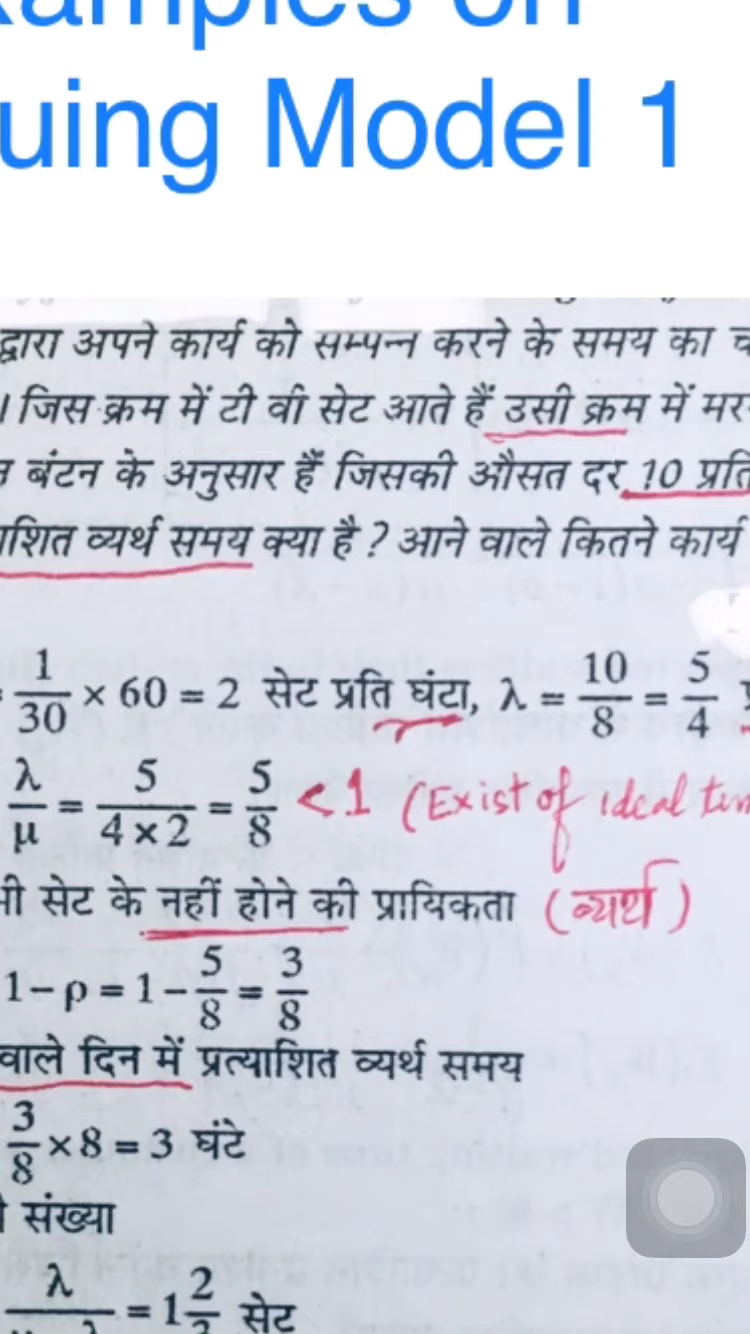 uing Model 1
द्वारा अपने कार्य को सम्पन्न करने के समय का
। जिस क्रम में टी वी सेट आते हैं उसी क्रम में
बंटन के अनुसार हैं जिसकी औसत दर 10 प्रति
व्यर्थ समय क्या है ? आने वाले कितने कार्य
= 1/30 × 60 = 2 सेट प्रति घंटा, λ = 10/8 = 5/4
λ/μ = 5/(4 × 2) = 5/8 <1 (Exist of ideal
सेट के नहीं होने की प्रायिकता (व्यर्थ)
1 – ρ = 1 – 5/8 = 3/8
वाले दिन में प्रत्याशित व्यर्थ समय
3/8 × 8 = 3 घंटे
संख्या
λ = 1 2 सेट